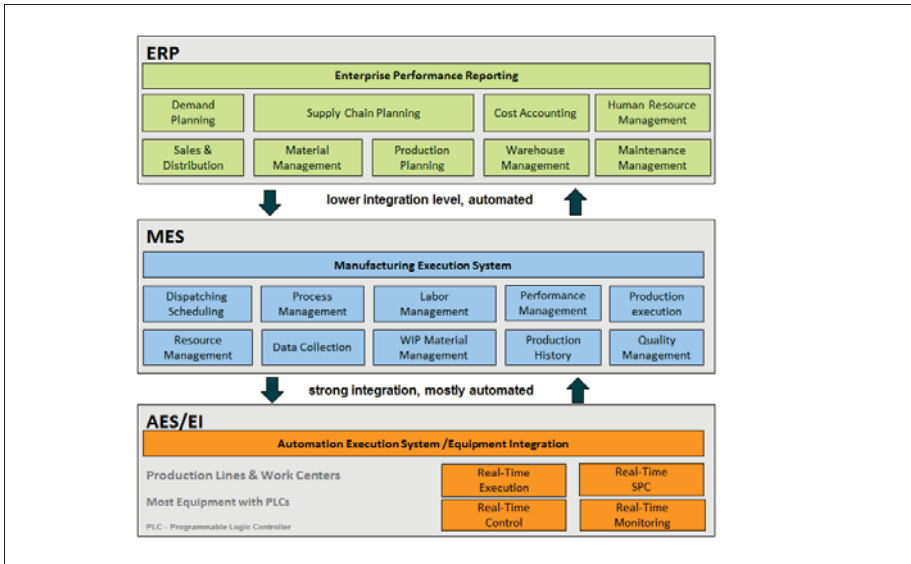 ERP
Enterprise Performance Reporting
Demand
Planning
Supply Chain Planning
Cost Accounting
Human Resource
Management
Sales &
Distribution
Material
Management
Production
Planning
Warehouse
Management
Maintenance
Management
lower integration level, automated
MES
Manufacturing Execution System
Dispatching
Scheduling
Process
Management
Labor
Management
Performance
Management
Production
execution
Resource
Management
Data Collection
WIP Material
Management
Production
History
Quality
Management
strong integration, mostly automated
AES/EI
Automation Execution System /Equipment Integration
Production Lines & Work Centers
Most Equipment with PLCs
PLC - Programmable Logic Controller
Real-Time
Execution
Real-Time
SPC
Real-Time
Control
Real-Time
Monitoring